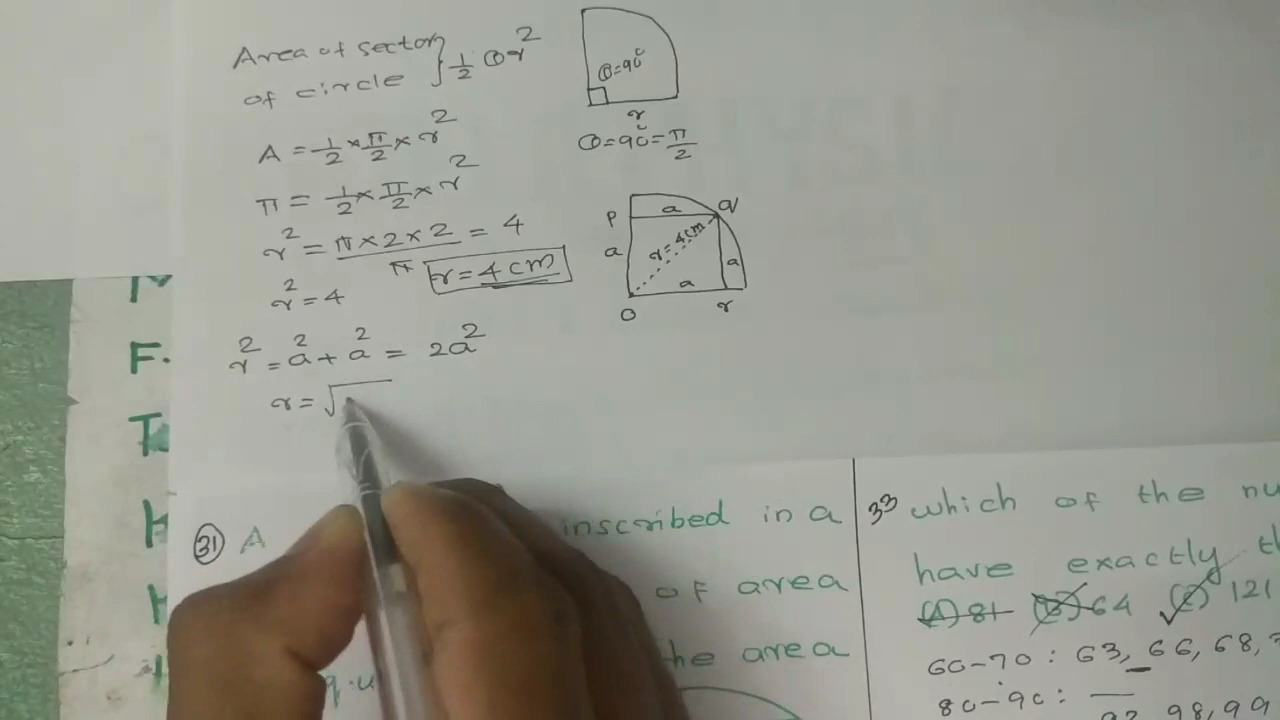 Area of sector
of circle } 1/2 θr²
θ=90°
r
A = 1/2 × π/2 × r²
θ=90°=π/2
π = 1/2 × π/2 × r²
r² = π×2×2/π = 4
r = 4 cm
r² = 4
P a Q
a r=4cm a
a
O r
r² = a² + a² = 2a²
r = √
31 A inscribed in a
of area
the area
33 which of the nu
have exactly th
(A) 81 (B) 64 (C) 121
60-70: 63, 66, 68,
80-90:
98, 99
F.